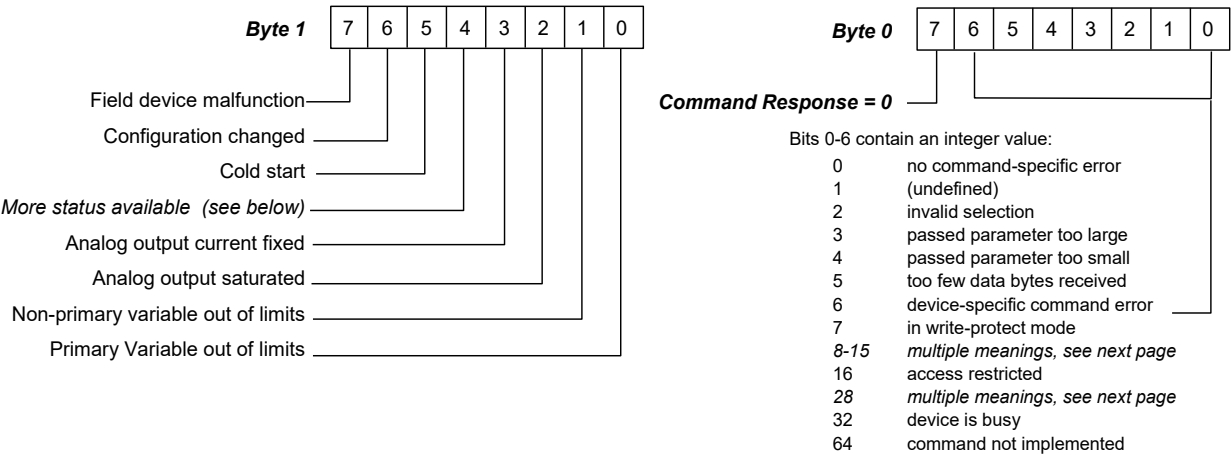 Byte 1 7 6 5 4 3 2 1 0
Field device malfunction
Configuration changed
Cold start
More status available (see below)
Analog output current fixed
Analog output saturated
Non-primary variable out of limits
Primary Variable out of limits
Byte 0 7 6 5 4 3 2 1 0
Command Response = 0
Bits 0-6 contain an integer value:
0 no command-specific error
1 (undefined)
2 invalid selection
3 passed parameter too large
4 passed parameter too small
5 too few data bytes received
6 device-specific command error
7 in write-protect mode
8-15 multiple meanings, see next page
16 access restricted
28 multiple meanings, see next page
32 device is busy
64 command not implemented